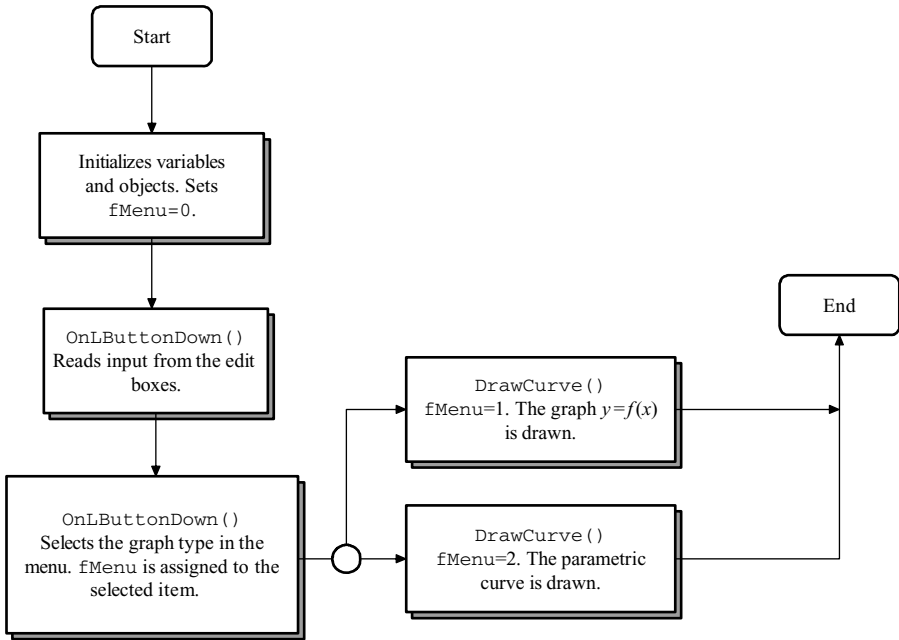 Start
Initializes variables
and objects. Sets
fMenu=0.
OnLButtonDown()
Reads input from the edit
boxes.
OnLButtonDown()
Selects the graph type in the
menu. fMenu is assigned to the
selected item.
DrawCurve()
fMenu=1. The graph y=f(x)
is drawn.
DrawCurve()
fMenu=2. The parametric
curve is drawn.
End